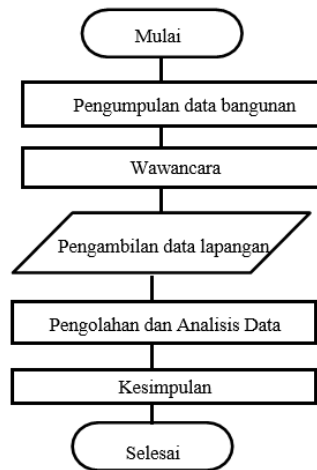 Mulai
Pengumpulan data bangunan
Wawancara
Pengambilan data lapangan
Pengolahan dan Analisis Data
Kesimpulan
Selesai